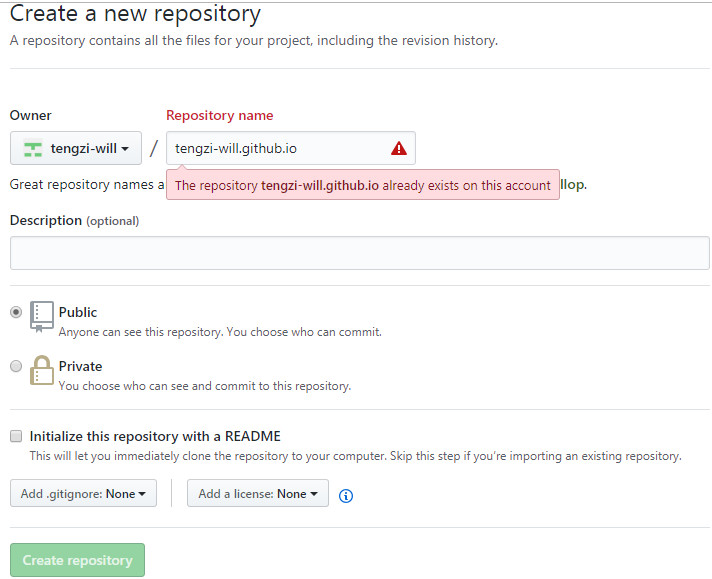 Create a new repository
A repository contains all the files for your project, including the revision history.
Owner
Repository name
tengzi-will
/
tengzi-will.github.io
Great repository names a
The repository tengzi-will.github.io already exists on this account
llop.
Description (optional)
Public
Anyone can see this repository. You choose who can commit.
Private
You choose who can see and commit to this repository.
Initialize this repository with a README
This will let you immediately clone the repository to your computer. Skip this step if you’re importing an existing repository.
Add .gitignore: None
Add a license: None
Create repository